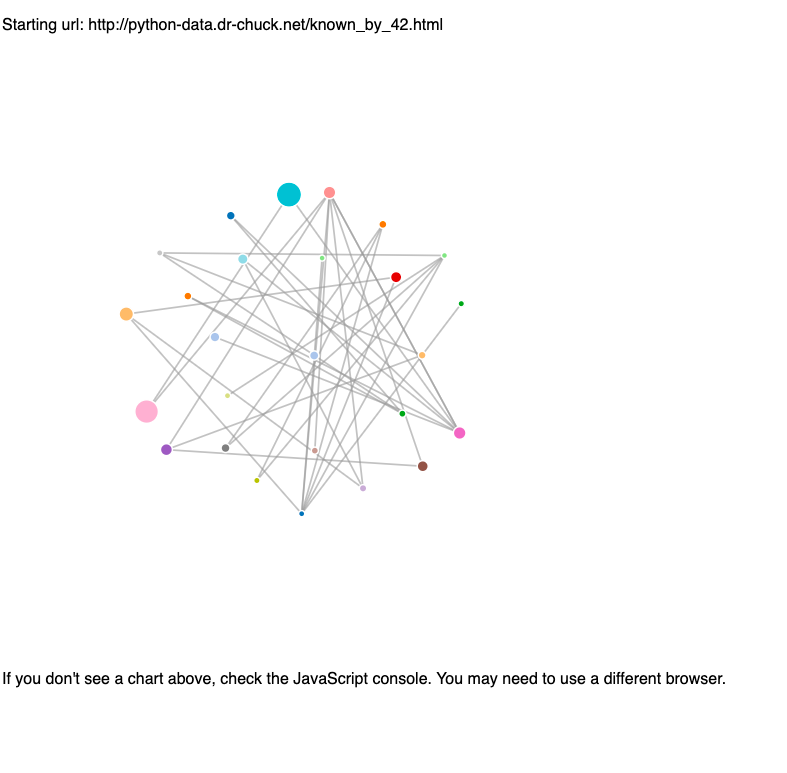 Starting url: http://python-data.dr-chuck.net/known_by_42.html
If you don't see a chart above, check the JavaScript console. You may need to use a different browser.